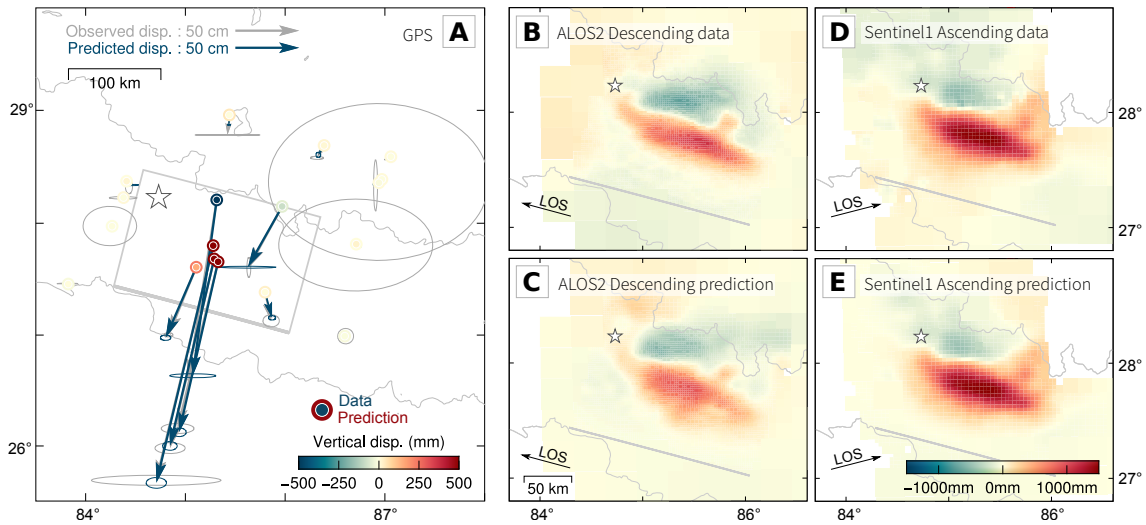 Observed disp. : 50 cm
Predicted disp. : 50 cm
GPS
A
100 km
29°
26°
84°
87°
Data
Prediction
Vertical disp. (mm)
−500 −250 0 250 500
B
ALOS2 Descending data
LOS
D
Sentinel1 Ascending data
LOS
28°
27°
C
ALOS2 Descending prediction
LOS
50 km
84°
86°
E
Sentinel1 Ascending prediction
LOS
−1000mm 0mm 1000mm
28°
27°
84°
86°